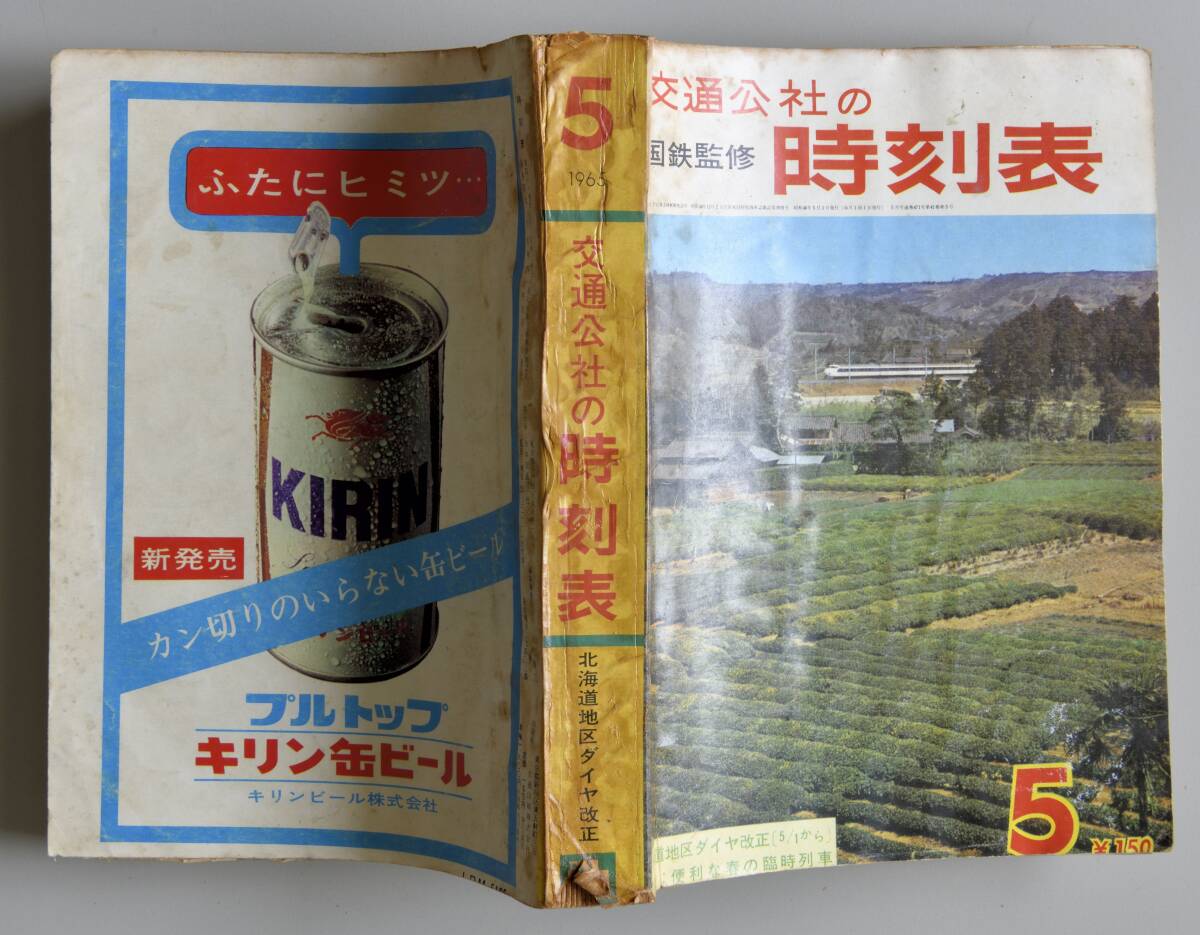 ふたにヒミツ…
KIRIN
新発売
カン切りのいらない缶ビール
プルトップ
キリン缶ビール
キリンビール株式会社
5
1965
交通公社の時刻表
北海道地区ダイヤ改正
交通公社の
国鉄監修
時刻表
道地区ダイヤ改正〔5/1から〕
便利な春の臨時列車
5
¥150